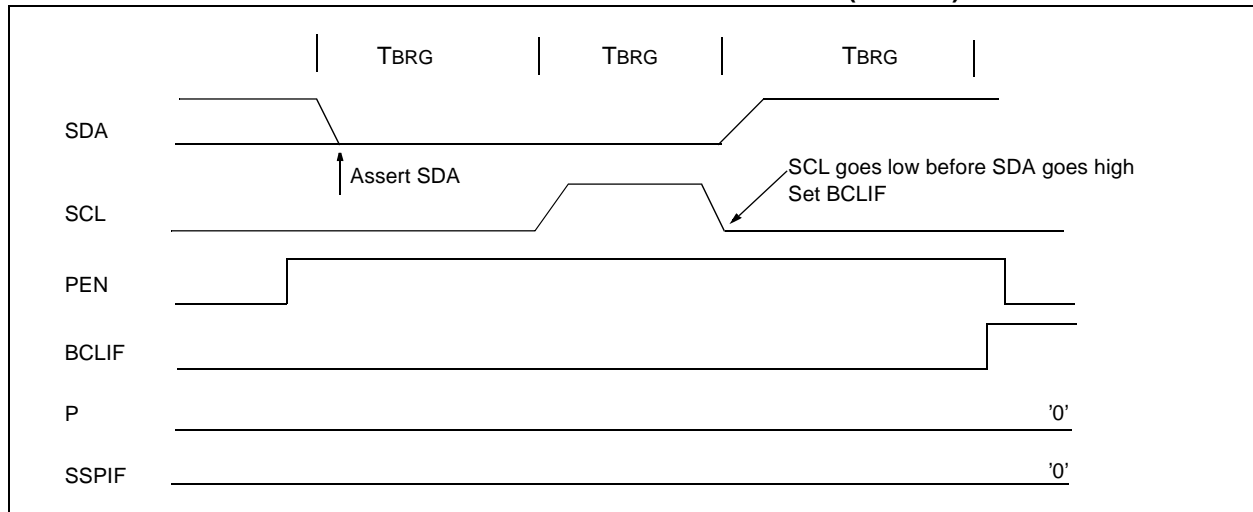 TBRG TBRG TBRG
SDA
Assert SDA
SCL goes low before SDA goes high
Set BCLIF
SCL
PEN
BCLIF
P '0'
SSPIF '0'